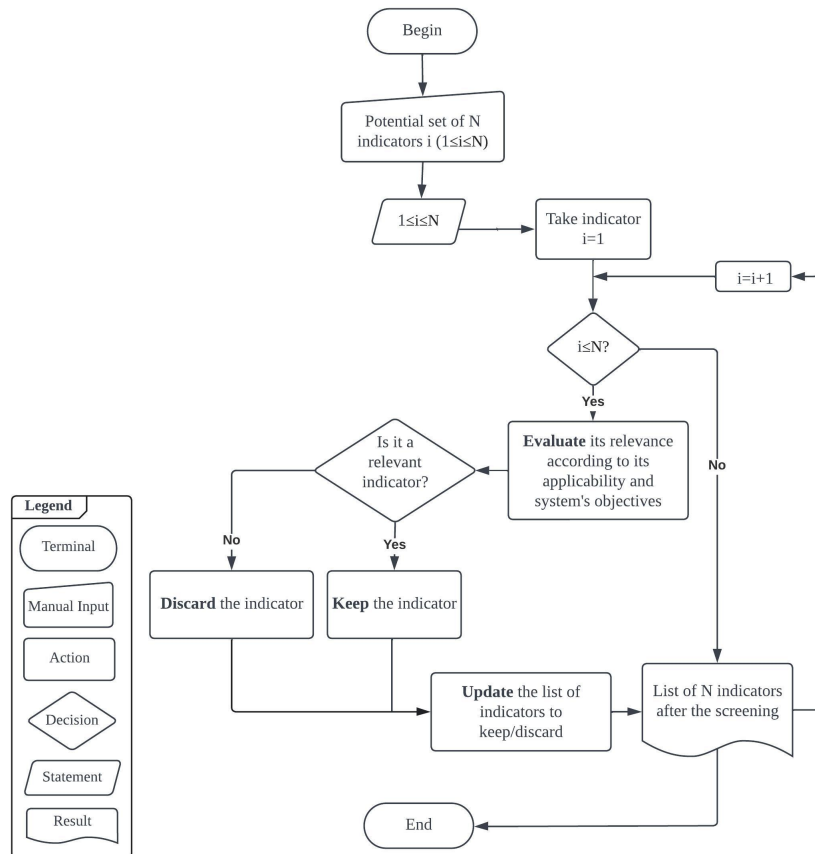 Begin
Potential set of N
indicators i (1≤i≤N)
1≤i≤N
Take indicator
i=1
i=i+1
i≤N?
Yes
No
Evaluate its relevance
according to its
applicability and
system's objectives
Is it a
relevant
indicator?
No
Yes
Discard the indicator
Keep the indicator
Update the list of
indicators to
keep/discard
List of N indicators
after the screening
End
Legend
Terminal
Manual Input
Action
Decision
Statement
Result